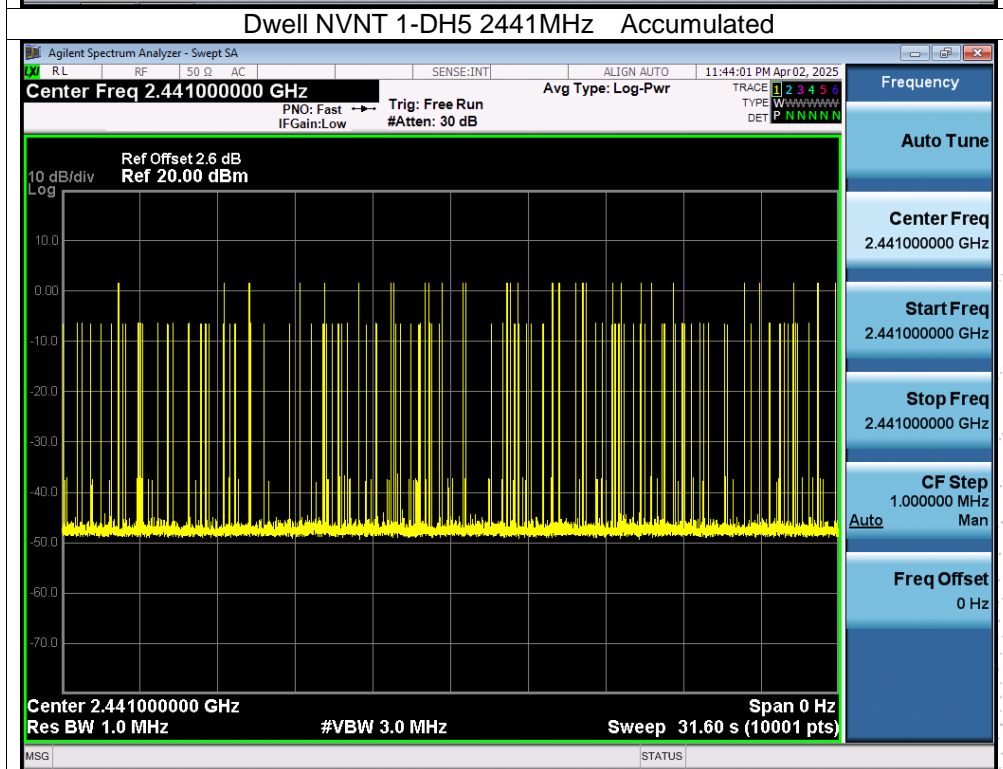 Dwell NVNT 1-DH5 2441MHz Accumulated
Agilent Spectrum Analyzer - Swept SA
LXI RL RF 50 Ω AC SENSE:INT ALIGN AUTO 11:44:01 PM Apr 02, 2025
Center Freq 2.441000000 GHz
PNO: Fast
IFGain:Low
Trig: Free Run
#Atten: 30 dB
Avg Type: Log-Pwr
TRACE 1 2 3 4 5 6
TYPE WWWWWW
DET P N N N N N
Ref Offset 2.6 dB
10 dB/div Ref 20.00 dBm
Log
10.0
0.00
-10.0
-20.0
-30.0
-40.0
-50.0
-60.0
-70.0
Center 2.441000000 GHz Span 0 Hz
Res BW 1.0 MHz #VBW 3.0 MHz Sweep 31.60 s (10001 pts)
MSG STATUS
Frequency
Auto Tune
Center Freq
2.441000000 GHz
Start Freq
2.441000000 GHz
Stop Freq
2.441000000 GHz
CF Step
1.000000 MHz
Auto Man
Freq Offset
0 Hz